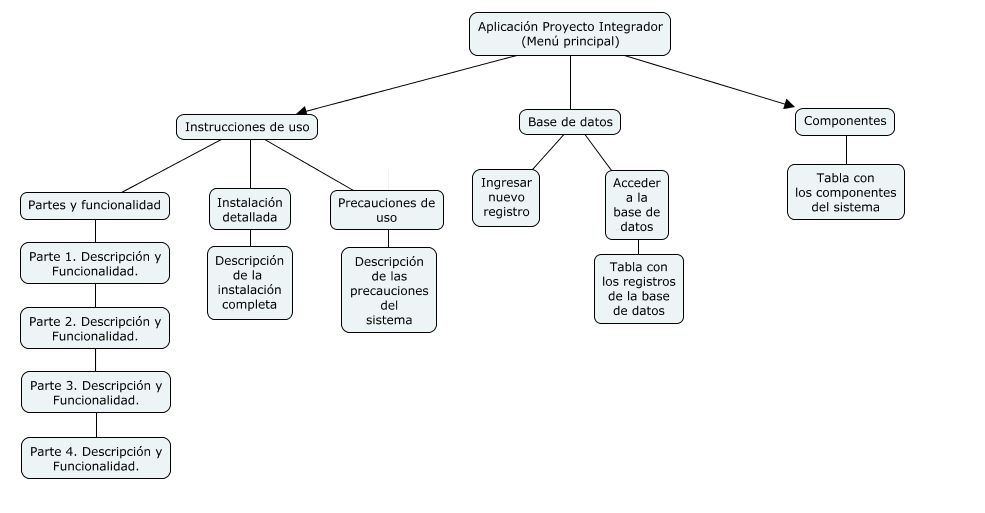 Aplicación Proyecto Integrador
(Menú principal)
Instrucciones de uso
Base de datos
Componentes
Partes y funcionalidad
Instalación
detallada
Precauciones de
uso
Ingresar
nuevo
registro
Acceder
a la
base de
datos
Tabla con
los componentes
del sistema
Parte 1. Descripción y
Funcionalidad.
Descripción
de la
instalación
completa
Descripción
de las
precauciones
del
sistema
Tabla con
los registros
de la base
de datos
Parte 2. Descripción y
Funcionalidad.
Parte 3. Descripción y
Funcionalidad.
Parte 4. Descripción y
Funcionalidad.